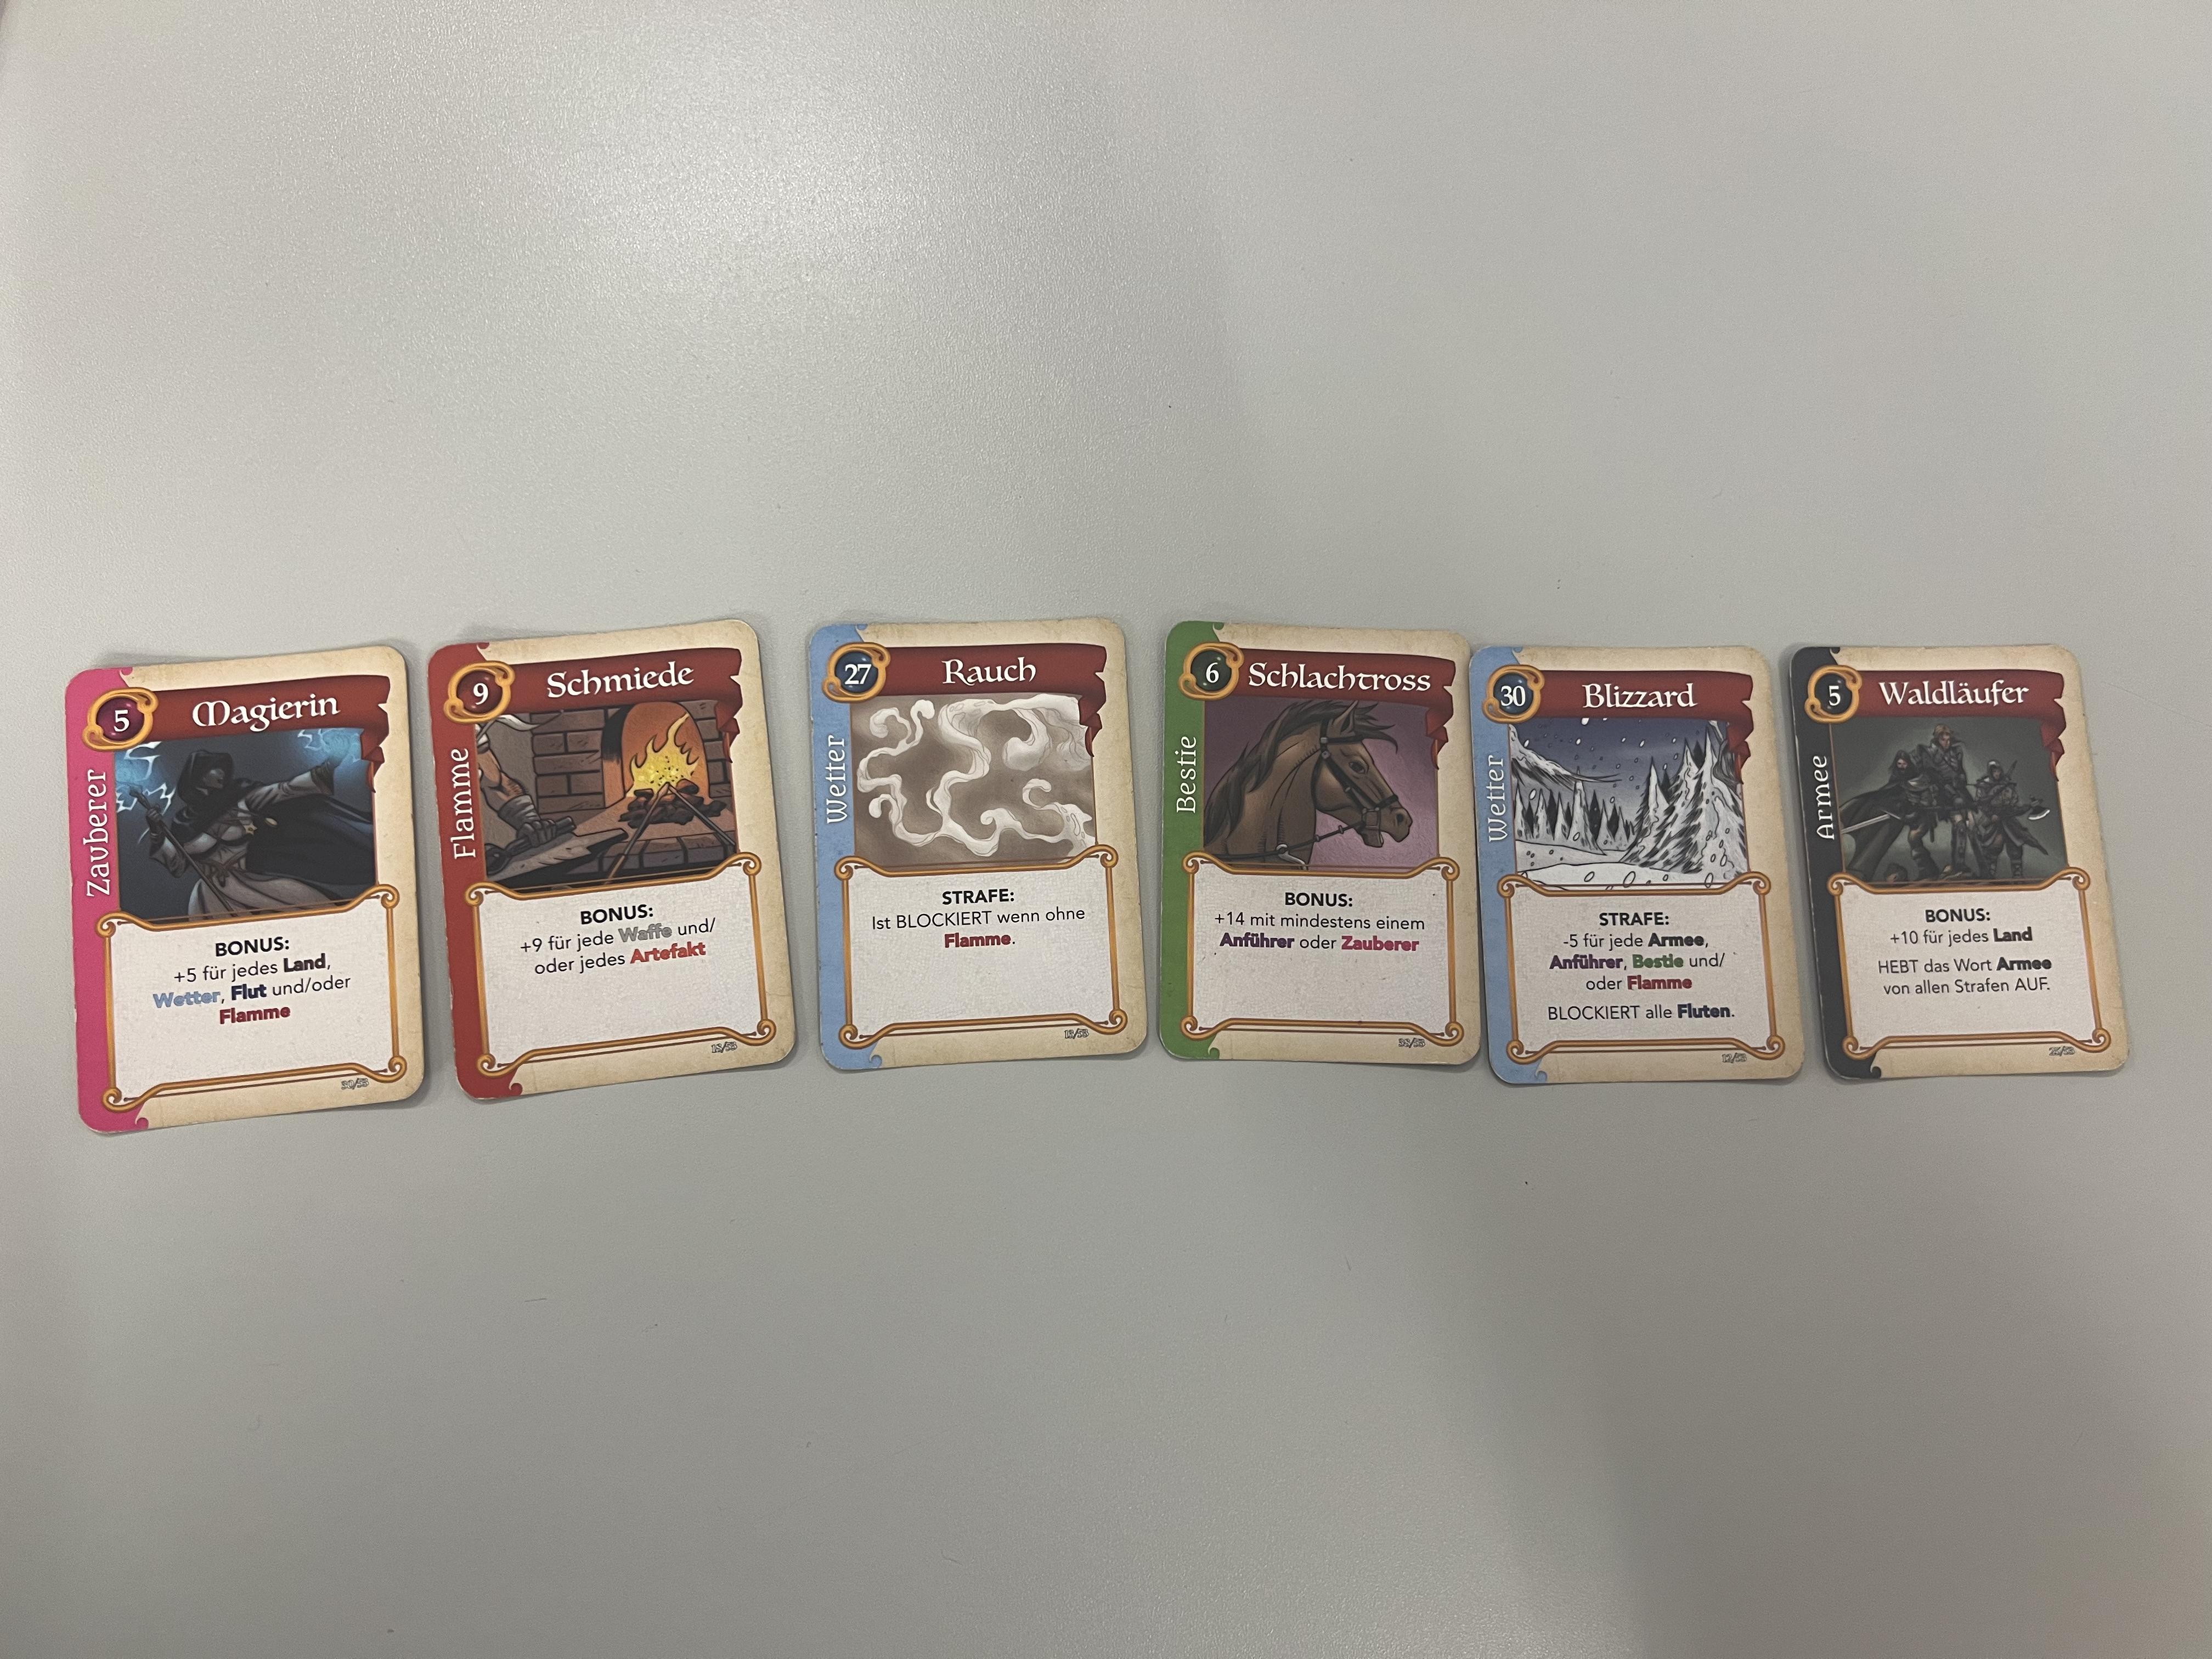 Zauberer
5
Magierin
BONUS:
+5 für jedes Land,
Wetter, Flut und/oder
Flamme
30/53
Flamme
9
Schmiede
BONUS:
+9 für jede Waffe und/
oder jedes Artefakt
Wetter
27
Rauch
STRAFE:
Ist BLOCKIERT wenn ohne
Flamme.
Bestie
6
Schlachtross
BONUS:
+14 mit mindestens einem
Anführer oder Zauberer
Wetter
30
Blizzard
STRAFE:
-5 für jede Armee,
Anführer, Bestie und/
oder Flamme
BLOCKIERT alle Fluten.
12/53
Armee
5
Waldläufer
BONUS:
+10 für jedes Land
HEBT das Wort Armee
von allen Strafen AUF.